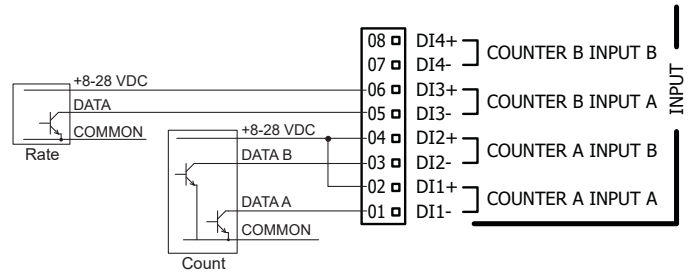 08 DI4+ COUNTER B INPUT B
07 DI4-
06 DI3+ COUNTER B INPUT A
05 DI3-
04 DI2+ COUNTER A INPUT B
03 DI2-
02 DI1+ COUNTER A INPUT A
01 DI1-
INPUT
+8-28 VDC
DATA
COMMON
Rate
+8-28 VDC
DATA B
DATA A
COMMON
Count